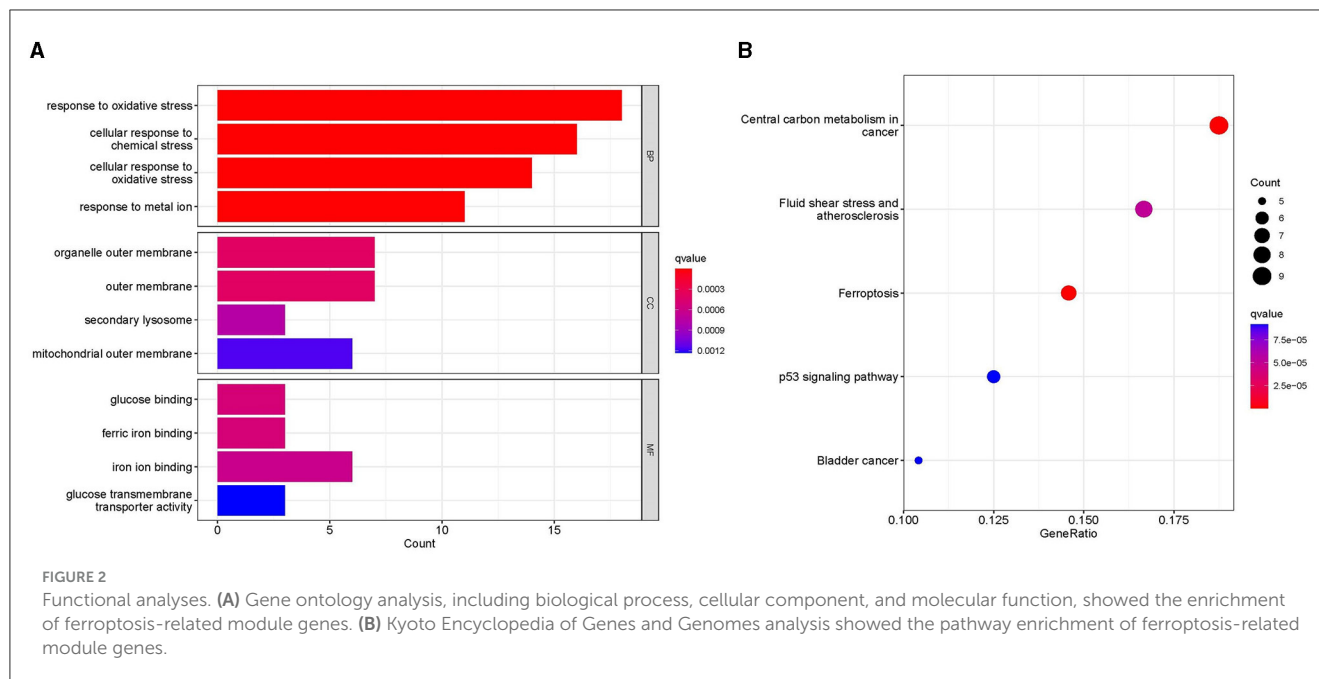 A
response to oxidative stress
cellular response to
chemical stress
cellular response to
oxidative stress
response to metal ion
BP
organelle outer membrane
outer membrane
secondary lysosome
mitochondrial outer membrane
CC
glucose binding
ferric iron binding
iron ion binding
glucose transmembrane
transporter activity
MF
0 5 10 15
Count
qvalue
0.0003
0.0006
0.0009
0.0012
B
Central carbon metabolism in
cancer
Fluid shear stress and
atherosclerosis
Ferroptosis
p53 signaling pathway
Bladder cancer
0.100 0.125 0.150 0.175
GeneRatio
Count
5
6
7
8
9
qvalue
7.5e−05
5.0e−05
2.5e−05
FIGURE 2
Functional analyses. (A) Gene ontology analysis, including biological process, cellular component, and molecular function, showed the enrichment
of ferroptosis-related module genes. (B) Kyoto Encyclopedia of Genes and Genomes analysis showed the pathway enrichment of ferroptosis-related
module genes.